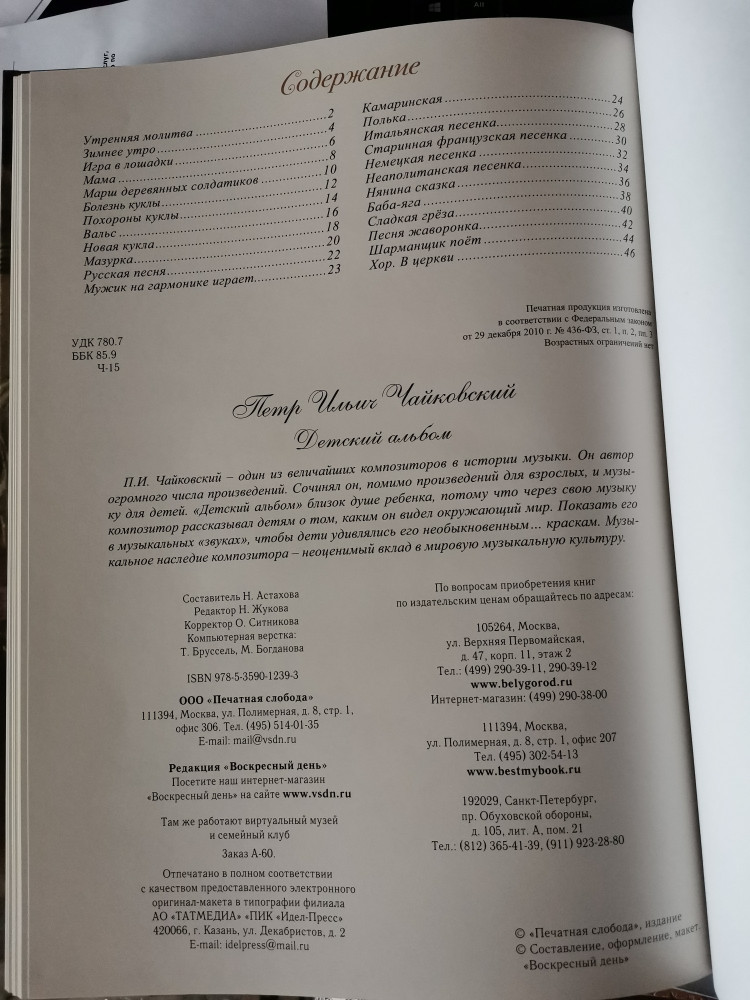 Содержание
Утренняя молитва ........ 2
Зимнее утро ........ 4
Игра в лошадки ........ 6
Мама ........ 8
Марш деревянных солдатиков ........ 10
Болезнь куклы ........ 12
Похороны куклы ........ 14
Вальс ........ 16
Новая кукла ........ 18
Мазурка ........ 20
Русская песня ........ 22
Мужик на гармонике играет ........ 23
Камаринская ........ 24
Полька ........ 26
Итальянская песенка ........ 28
Старинная французская песенка ........ 30
Немецкая песенка ........ 32
Неаполитанская песенка ........ 34
Нянина сказка ........ 36
Баба-яга ........ 38
Сладкая грёза ........ 40
Песня жаворонка ........ 42
Шарманщик поёт ........ 44
Хор. В церкви ........ 46
УДК 780.7
ББК 85.9
Ч-15
Печатная продукция изготовлена
в соответствии с Федеральным законом
от 29 декабря 2010 г. № 436-ФЗ, ст. 1, п. 2, пп. 3
Возрастных ограничений нет
Петр Ильич Чайковский
Детский альбом
П.И. Чайковский – один из величайших композиторов в истории музыки. Он автор
огромного числа произведений. Сочинял он, помимо произведений для взрослых, и музы-
ку для детей. «Детский альбом» близок душе ребенка, потому что через свою музыку
композитор рассказывал детям о том, каким он видел окружающий мир. Показать его
в музыкальных «звуках», чтобы дети удивлялись его необыкновенным... краскам. Музы-
кальное наследие композитора – неоценимый вклад в мировую музыкальную культуру.
Составитель Н. Астахова
Редактор Н. Жукова
Корректор О. Ситникова
Компьютерная верстка:
Т. Бруссель, М. Богданова
ISBN 978-5-3590-1239-3
ООО «Печатная слобода»
111394, Москва, ул. Полимерная, д. 8, стр. 1,
офис 306. Тел. (495) 514-01-35
E-mail: mail@vsdn.ru
Редакция «Воскресный день»
Посетите наш интернет-магазин
«Воскресный день» на сайте www.vsdn.ru
Там же работают виртуальный музей
и семейный клуб
Заказ А-60.
Отпечатано в полном соответствии
с качеством предоставленного электронного
оригинал-макета в типографии филиала
АО «ТАТМЕДИА» «ПИК «Идел-Пресс»
420066, г. Казань, ул. Декабристов, д. 2
E-mail: idelpress@mail.ru
По вопросам приобретения книг
по издательским ценам обращайтесь по адресам:
105264, Москва,
ул. Верхняя Первомайская,
д. 47, корп. 11, этаж 2
Тел.: (499) 290-39-11, 290-39-12
www.belygorod.ru
Интернет-магазин: (499) 290-38-00
111394, Москва,
ул. Полимерная, д. 8, стр. 1, офис 207
Тел. (495) 302-54-13
www.bestmybook.ru
192029, Санкт-Петербург,
пр. Обуховской обороны,
д. 105, лит. А, пом. 21
Тел.: (812) 365-41-39, (911) 923-28-80
© «Печатная слобода», издание
© Составление, оформление, макет.
«Воскресный день»